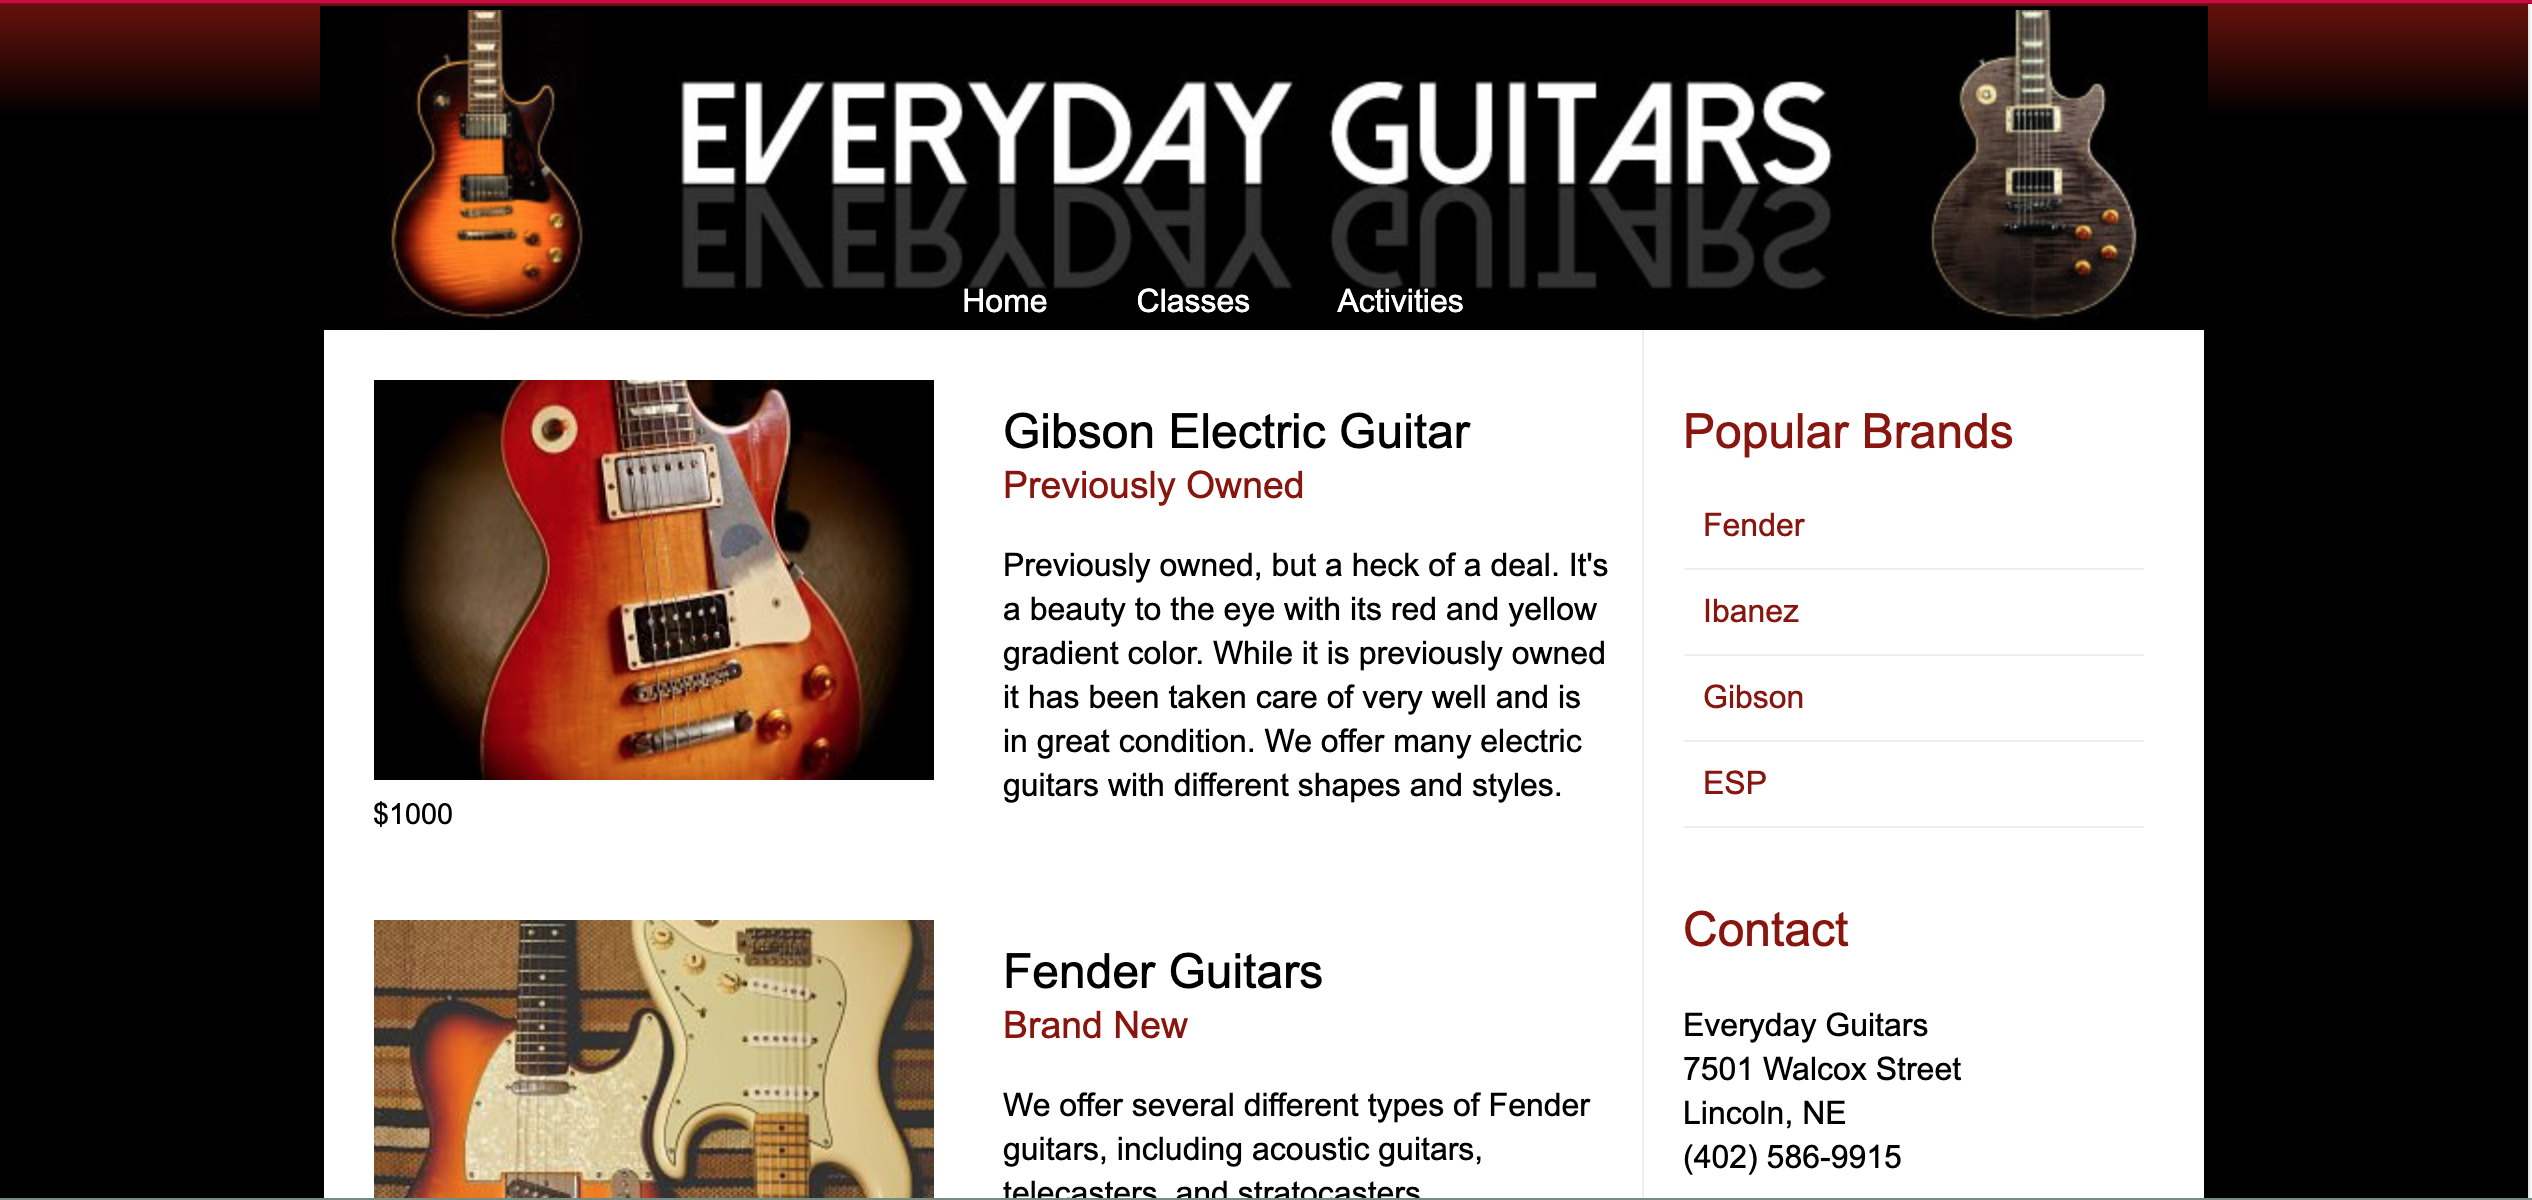 EVERYDAY GUITARS
Home Classes Activities
Gibson Electric Guitar
Previously Owned
Previously owned, but a heck of a deal. It's
a beauty to the eye with its red and yellow
gradient color. While it is previously owned
it has been taken care of very well and is
in great condition. We offer many electric
guitars with different shapes and styles.
$1000
Fender Guitars
Brand New
We offer several different types of Fender
guitars, including acoustic guitars,
telecasters, and stratocasters.
Popular Brands
Fender
Ibanez
Gibson
ESP
Contact
Everyday Guitars
7501 Walcox Street
Lincoln, NE
(402) 586-9915